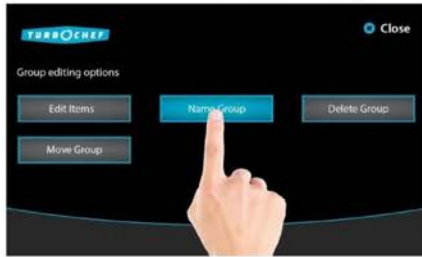 TURBOCHEF
Close
Group editing options
Edit Items
Name Group
Delete Group
Move Group